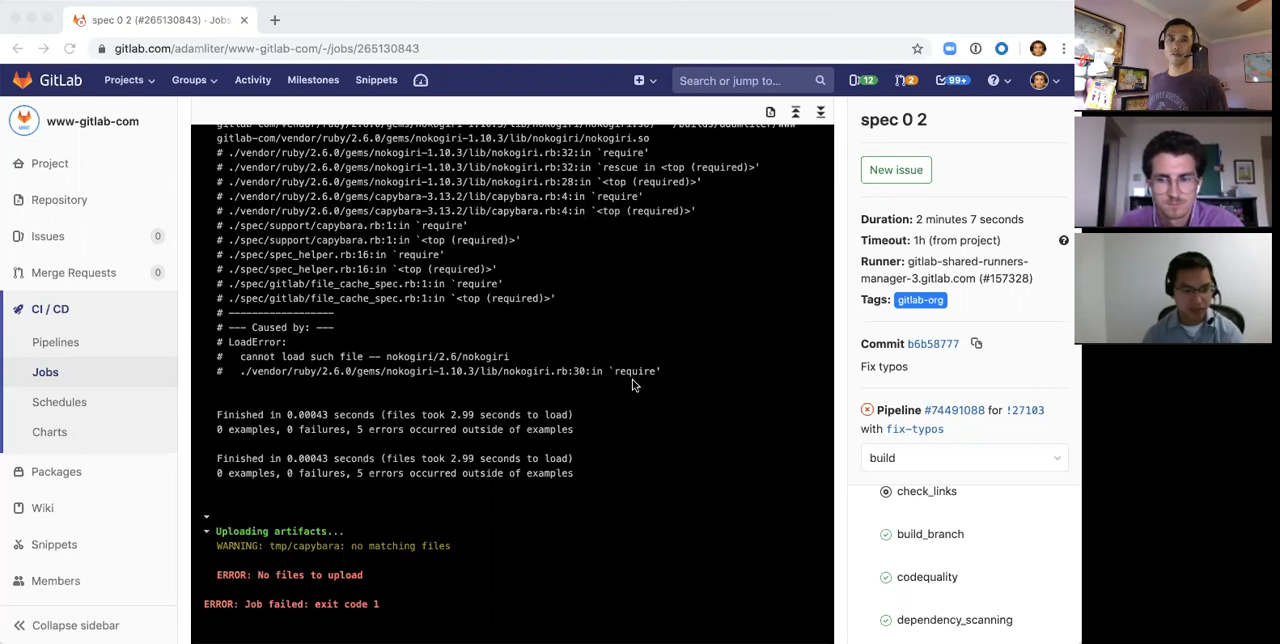 spec 0 2 (#265130843) · Jobs
gitlab.com/adamliter/www-gitlab-com/-/jobs/265130843
GitLab Projects Groups Activity Milestones Snippets Search or jump to... 12 2 99+
www-gitlab-com
Project
Repository
Issues 0
Merge Requests 0
CI / CD
Pipelines
Jobs
Schedules
Charts
Packages
Wiki
Snippets
Members
Collapse sidebar
gitlab-com/vendor/ruby/2.6.0/gems/nokogiri-1.10.3/lib/nokogiri/nokogiri.so
# ./vendor/ruby/2.6.0/gems/nokogiri-1.10.3/lib/nokogiri.rb:32:in `require'
# ./vendor/ruby/2.6.0/gems/nokogiri-1.10.3/lib/nokogiri.rb:32:in `rescue in <top (required)>'
# ./vendor/ruby/2.6.0/gems/nokogiri-1.10.3/lib/nokogiri.rb:28:in `<top (required)>'
# ./vendor/ruby/2.6.0/gems/capybara-3.13.2/lib/capybara.rb:4:in `require'
# ./vendor/ruby/2.6.0/gems/capybara-3.13.2/lib/capybara.rb:4:in `<top (required)>'
# ./spec/support/capybara.rb:1:in `require'
# ./spec/support/capybara.rb:1:in `<top (required)>'
# ./spec/spec_helper.rb:16:in `require'
# ./spec/spec_helper.rb:16:in `<top (required)>'
# ./spec/gitlab/file_cache_spec.rb:1:in `require'
# ./spec/gitlab/file_cache_spec.rb:1:in `<top (required)>'
# ------------------
# --- Caused by: ---
# LoadError:
#   cannot load such file -- nokogiri/2.6/nokogiri
#   ./vendor/ruby/2.6.0/gems/nokogiri-1.10.3/lib/nokogiri.rb:30:in `require'
Finished in 0.00043 seconds (files took 2.99 seconds to load)
0 examples, 0 failures, 5 errors occurred outside of examples
Finished in 0.00043 seconds (files took 2.99 seconds to load)
0 examples, 0 failures, 5 errors occurred outside of examples
Uploading artifacts...
WARNING: tmp/capybara: no matching files
ERROR: No files to upload
ERROR: Job failed: exit code 1
spec 0 2
New issue
Duration: 2 minutes 7 seconds
Timeout: 1h (from project)
Runner: gitlab-shared-runners-
manager-3.gitlab.com (#157328)
Tags: gitlab-org
Commit b6b58777
Fix typos
Pipeline #74491088 for !27103
with fix-typos
build
check_links
build_branch
codequality
dependency_scanning